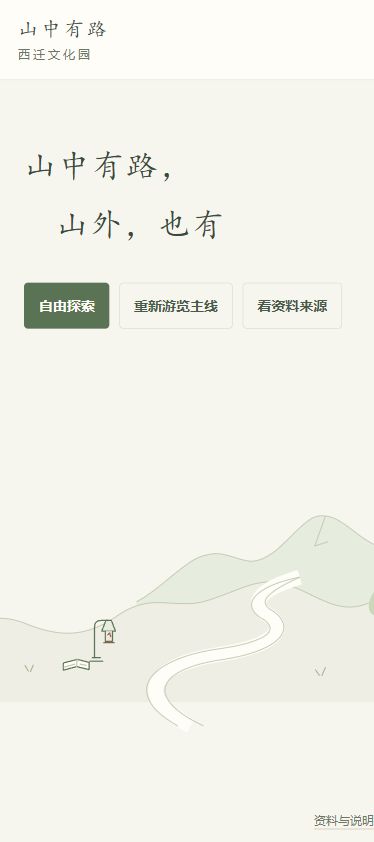 山中有路
西迁文化园
山中有路，
山外，也有
自由探索
重新游览主线
看资料来源
资料与说明